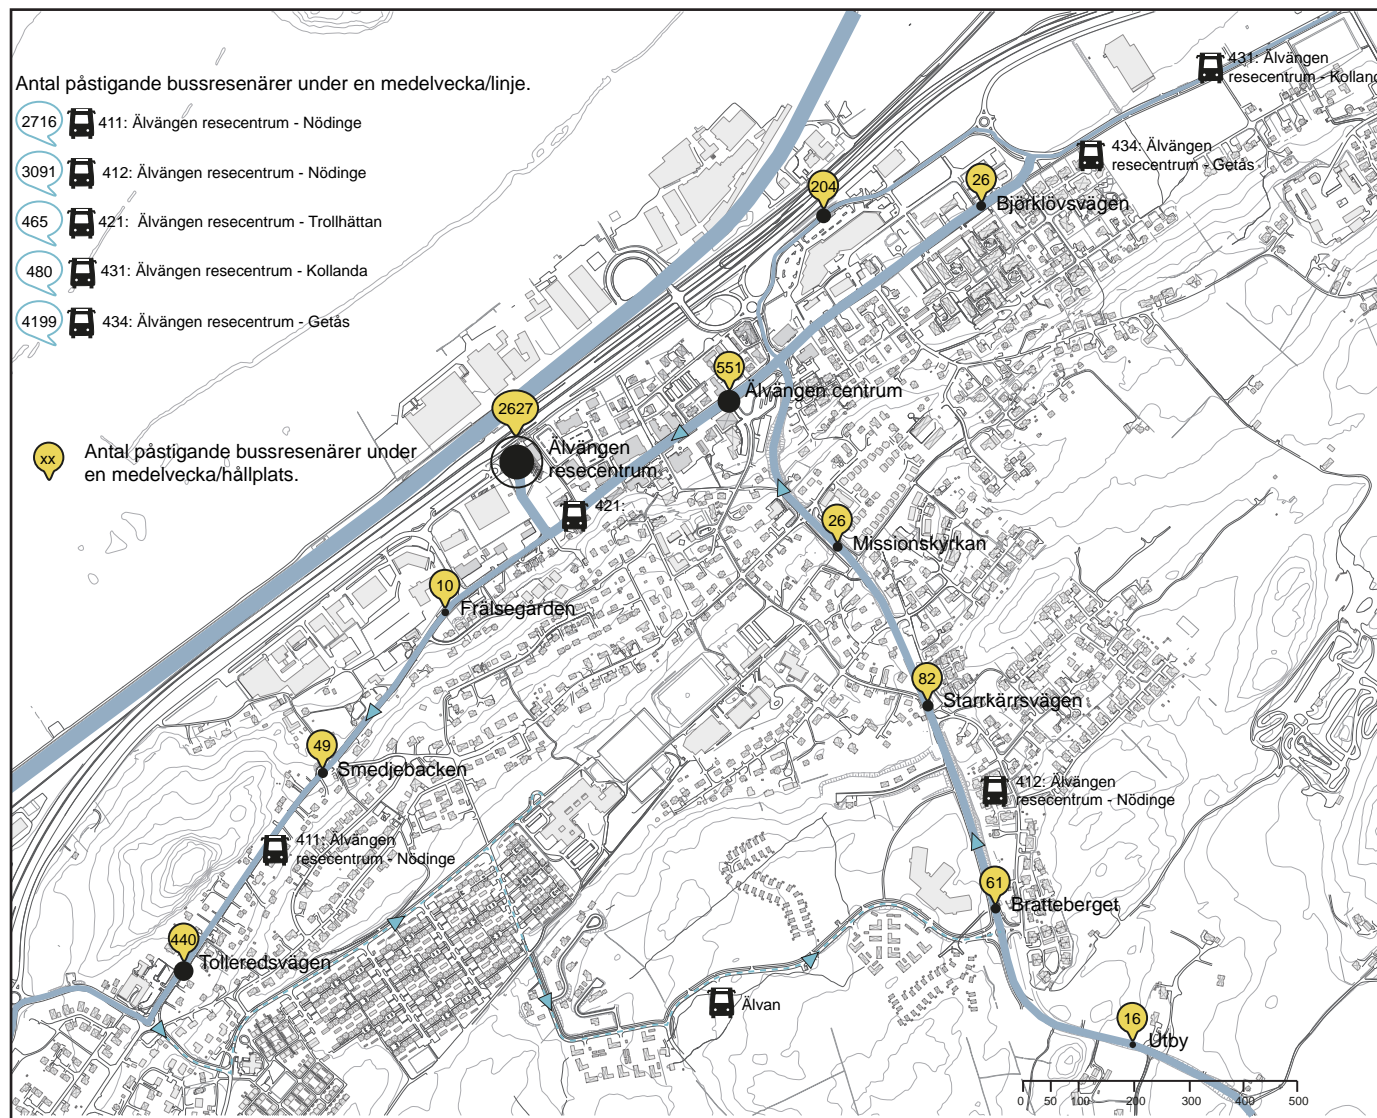 Antal påstigande bussresenärer under en medelvecka/linje.
2716 411: Älvängen resecentrum - Nödinge
3091 412: Älvängen resecentrum - Nödinge
465 421: Älvängen resecentrum - Trollhättan
480 431: Älvängen resecentrum - Kollanda
4199 434: Älvängen resecentrum - Getås
xx
Antal påstigande bussresenärer under
en medelvecka/hållplats.
431: Älvängen
resecentrum - Kolland
434: Älvängen
resecentrum - Getås
204
26
Björklövsvägen
551
Älvängen centrum
2627
Älvängen
resecentrum
421:
26
Missionskyrkan
10
Frälsegården
82
Starrkärrsvägen
49
Smedjebacken
412: Älvängen
resecentrum - Nödinge
411: Älvängen
resecentrum - Nödinge
61
Bratteberget
440
Tolleredsvägen
Älvan
16
Utby
0 50 100 200 300 400 500